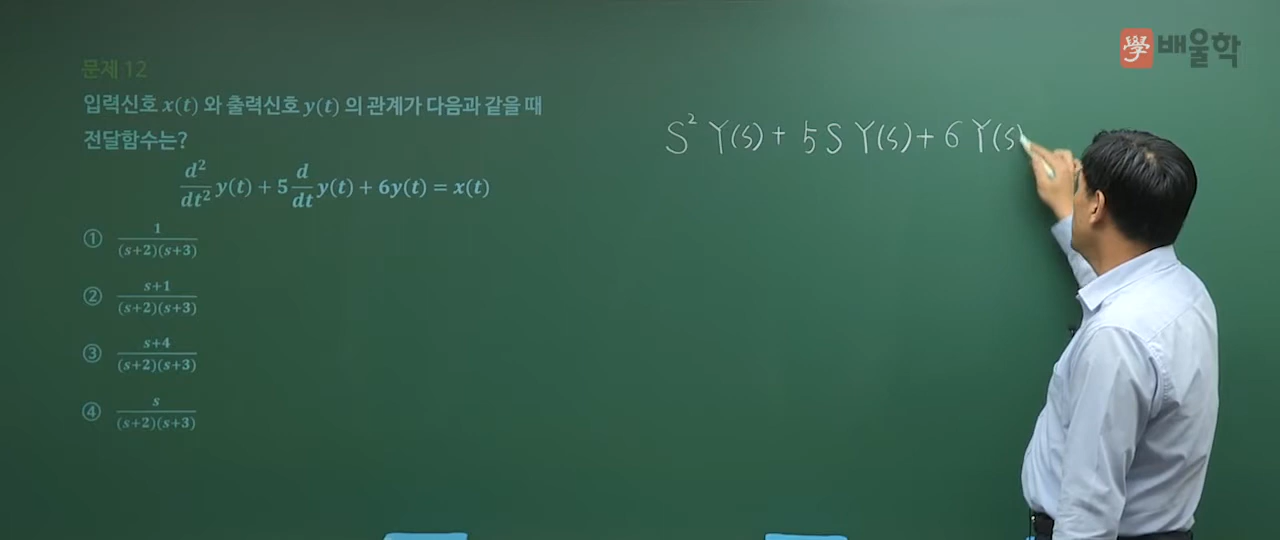 學 배울학
문제 12
입력신호 x(t) 와 출력신호 y(t) 의 관계가 다음과 같을 때
전달함수는?
d²/dt² y(t) + 5 d/dt y(t) + 6y(t) = x(t)
① 1/(s+2)(s+3)
② s+1/(s+2)(s+3)
③ s+4/(s+2)(s+3)
④ s/(s+2)(s+3)
S² Y(s) + 5 S Y(s) + 6 Y(s)